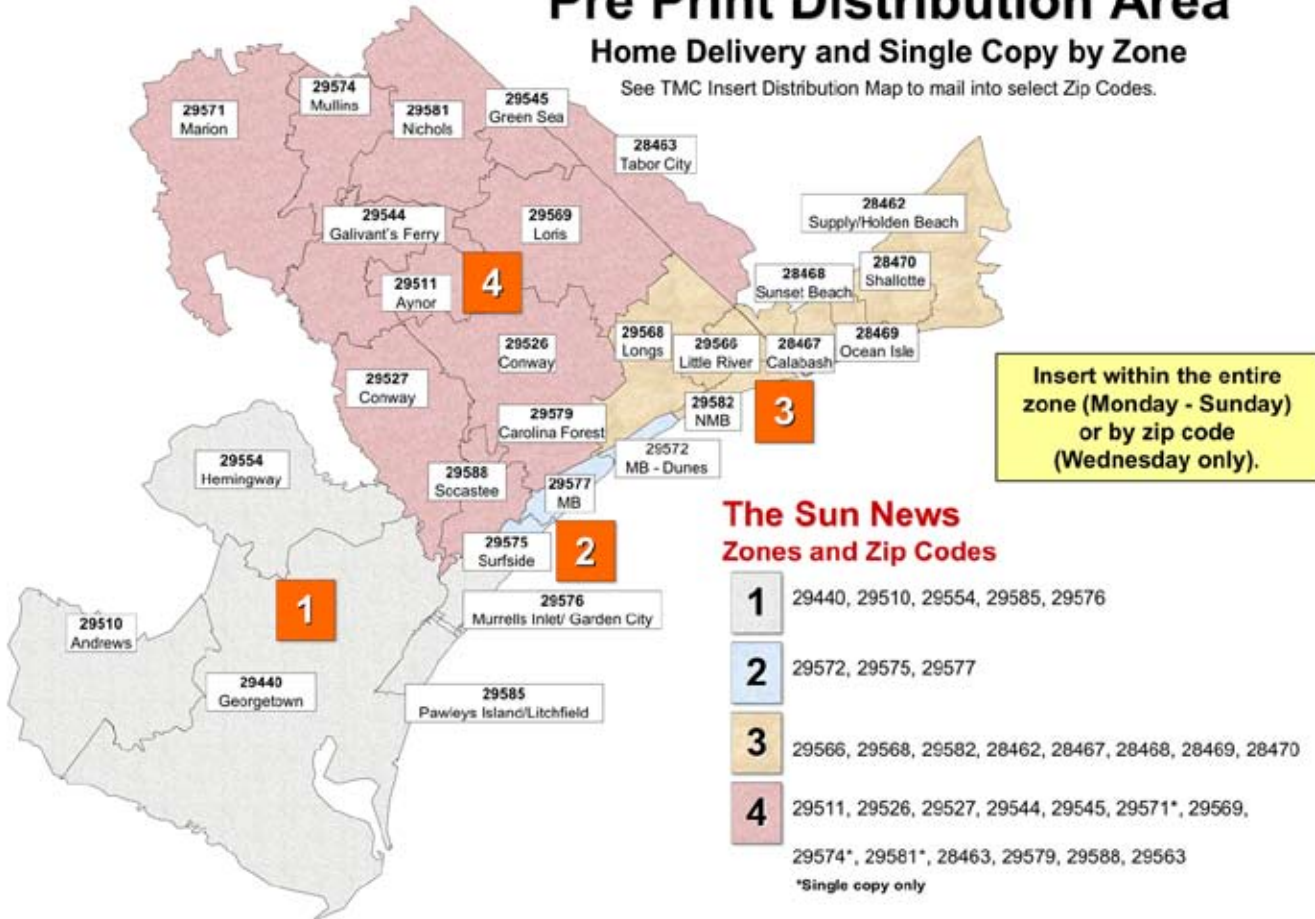 Pre Print Distribution Area
Home Delivery and Single Copy by Zone
See TMC Insert Distribution Map to mail into select Zip Codes.
29574
Mullins
29571
Marion
29581
Nichols
29545
Green Sea
28463
Tabor City
28462
Supply/Holden Beach
29544
Galivant's Ferry
29569
Loris
29511
Aynor
4
28468
Sunset Beach
28470
Shallotte
29526
Conway
29568
Longs
29566
Little River
28467
Calabash
28469
Ocean Isle
29527
Conway
29579
Carolina Forest
29582
NMB
3
29572
MB - Dunes
29554
Hemingway
29588
Socastee
29577
MB
29575
Surfside
2
29576
Murrells Inlet/ Garden City
1
29510
Andrews
29440
Georgetown
29585
Pawleys Island/Litchfield
Insert within the entire
zone (Monday - Sunday)
or by zip code
(Wednesday only).
The Sun News
Zones and Zip Codes
1 29440, 29510, 29554, 29585, 29576
2 29572, 29575, 29577
3 29566, 29568, 29582, 28462, 28467, 28468, 28469, 28470
4 29511, 29526, 29527, 29544, 29545, 29571*, 29569,
29574*, 29581*, 28463, 29579, 29588, 29563
*Single copy only